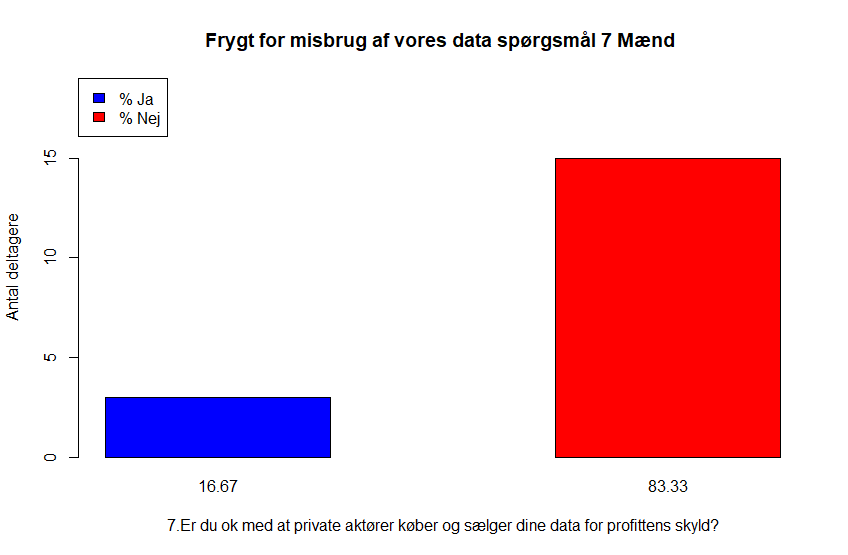 Frygt for misbrug af vores data spørgsmål 7 Mænd
% Ja
% Nej
Antal deltagere
15
10
5
0
16.67 83.33
7.Er du ok med at private aktører køber og sælger dine data for profittens skyld?